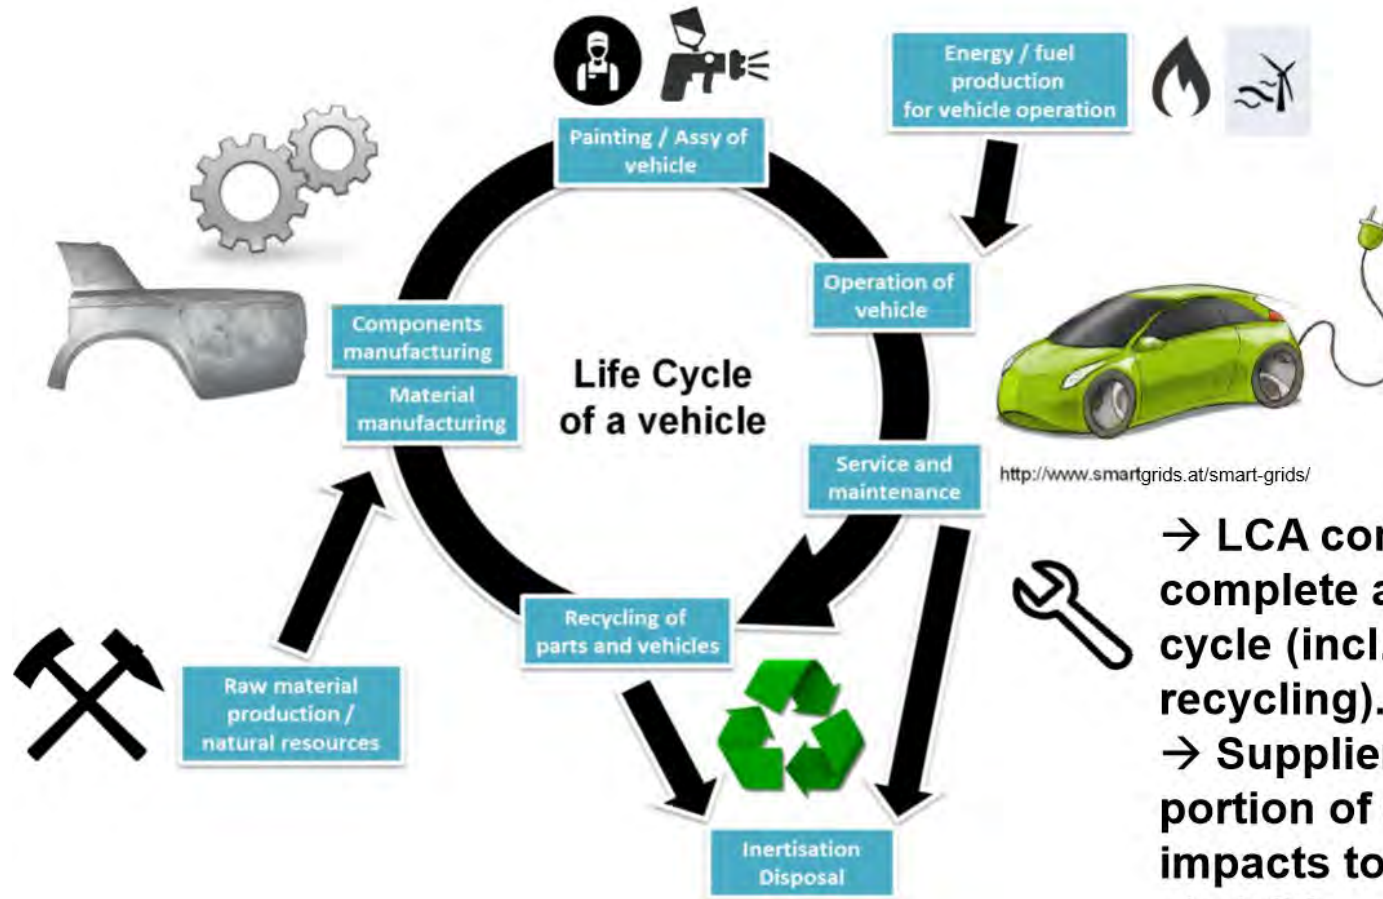 Energy / fuel
production
for vehicle operation
Painting / Assy of
vehicle
Operation of
vehicle
Components
manufacturing
Material
manufacturing
Life Cycle
of a vehicle
Service and
maintenance
http://www.smartgrids.at/smart-grids/
→ LCA
complete
cycle (incl.
recycling).
→ Supplier
portion of
impacts to
Recycling of
parts and vehicles
Raw material
production /
natural resources
Inertisation
Disposal